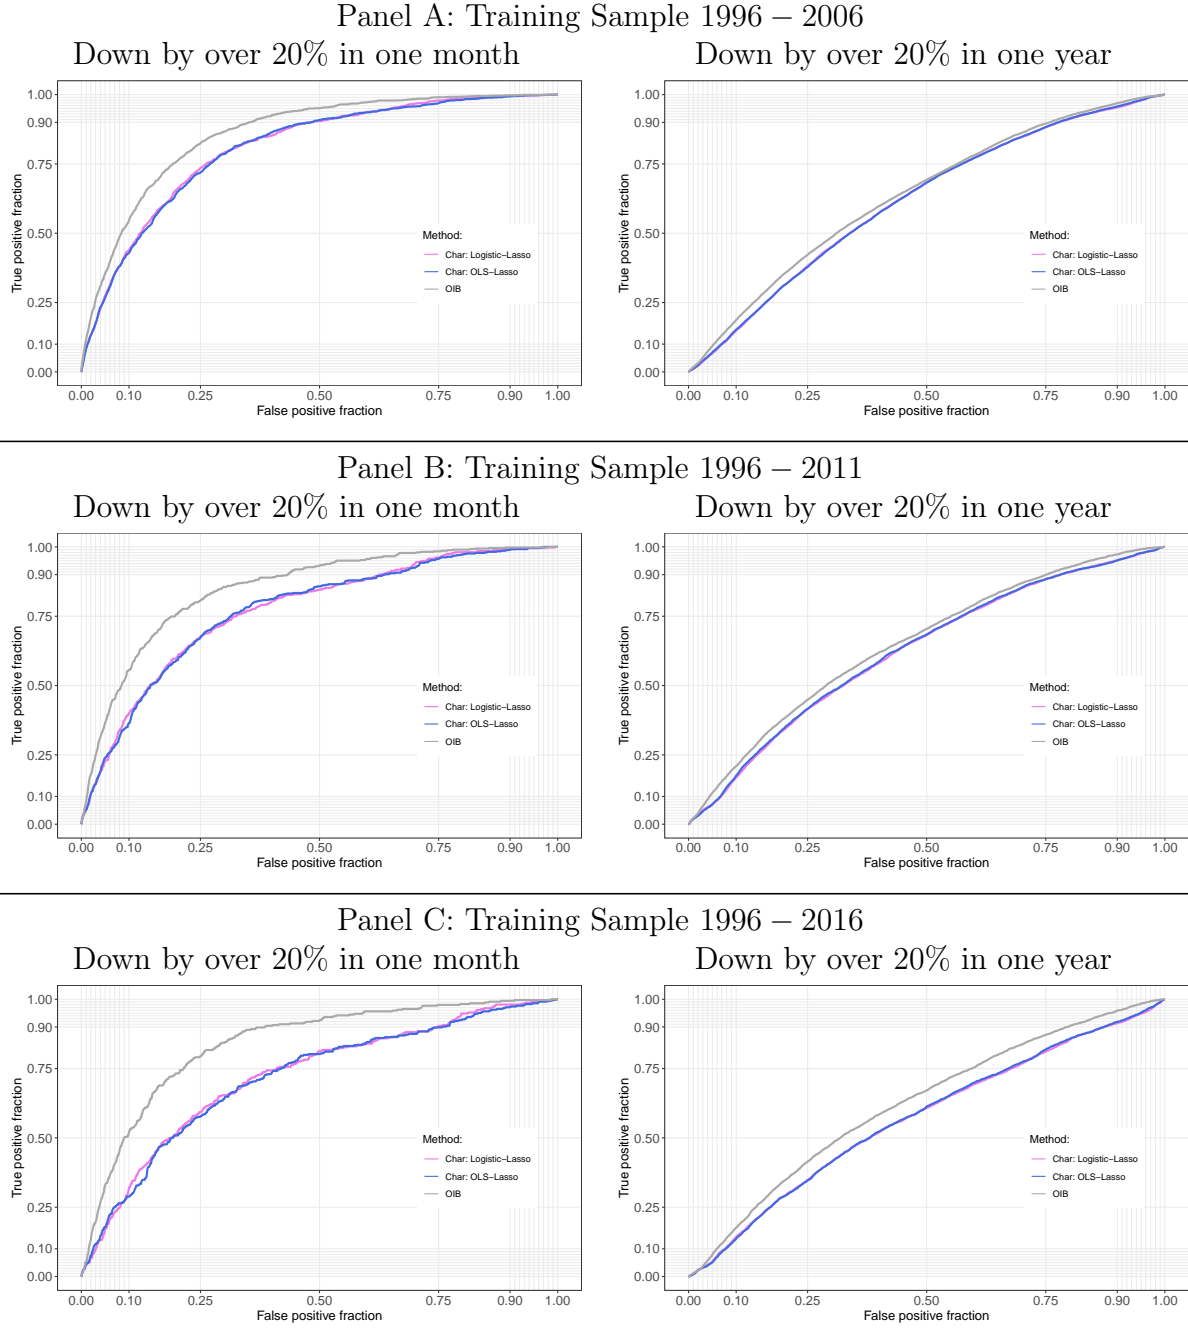 Panel A: Training Sample 1996 – 2006
Down by over 20% in one month
Down by over 20% in one year
True positive fraction
1.00
0.90
0.75
0.50
0.25
0.10
0.00
Method:
Char: Logistic−Lasso
Char: OLS−Lasso
OIB
0.00 0.10 0.25 0.50 0.75 0.90 1.00
False positive fraction
True positive fraction
1.00
0.90
0.75
0.50
0.25
0.10
0.00
Method:
Char: Logistic−Lasso
Char: OLS−Lasso
OIB
0.00 0.10 0.25 0.50 0.75 0.90 1.00
False positive fraction
Panel B: Training Sample 1996 – 2011
Down by over 20% in one month
Down by over 20% in one year
True positive fraction
1.00
0.90
0.75
0.50
0.25
0.10
0.00
Method:
Char: Logistic−Lasso
Char: OLS−Lasso
OIB
0.00 0.10 0.25 0.50 0.75 0.90 1.00
False positive fraction
True positive fraction
1.00
0.90
0.75
0.50
0.25
0.10
0.00
Method:
Char: Logistic−Lasso
Char: OLS−Lasso
OIB
0.00 0.10 0.25 0.50 0.75 0.90 1.00
False positive fraction
Panel C: Training Sample 1996 – 2016
Down by over 20% in one month
Down by over 20% in one year
True positive fraction
1.00
0.90
0.75
0.50
0.25
0.10
0.00
Method:
Char: Logistic−Lasso
Char: OLS−Lasso
OIB
0.00 0.10 0.25 0.50 0.75 0.90 1.00
False positive fraction
True positive fraction
1.00
0.90
0.75
0.50
0.25
0.10
0.00
Method:
Char: Logistic−Lasso
Char: OLS−Lasso
OIB
0.00 0.10 0.25 0.50 0.75 0.90 1.00
False positive fraction